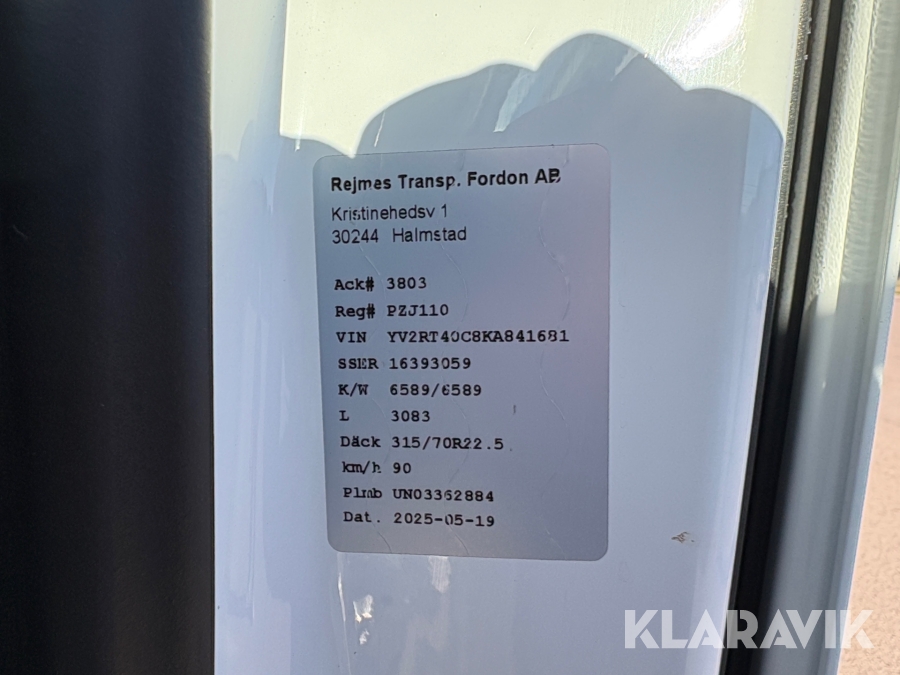 Rejmes Transp. Fordon AB
Kristinehedsv 1
30244 Halmstad
Ack# 3803
Reg# PZJ110
VIN YV2RT40C8KA841681
SSER 16393059
K/W 6589/6589
L 3083
Däck 315/70R22.5
km/h 90
Plmb UN03362884
Dat. 2025-05-19
KLARAVIK